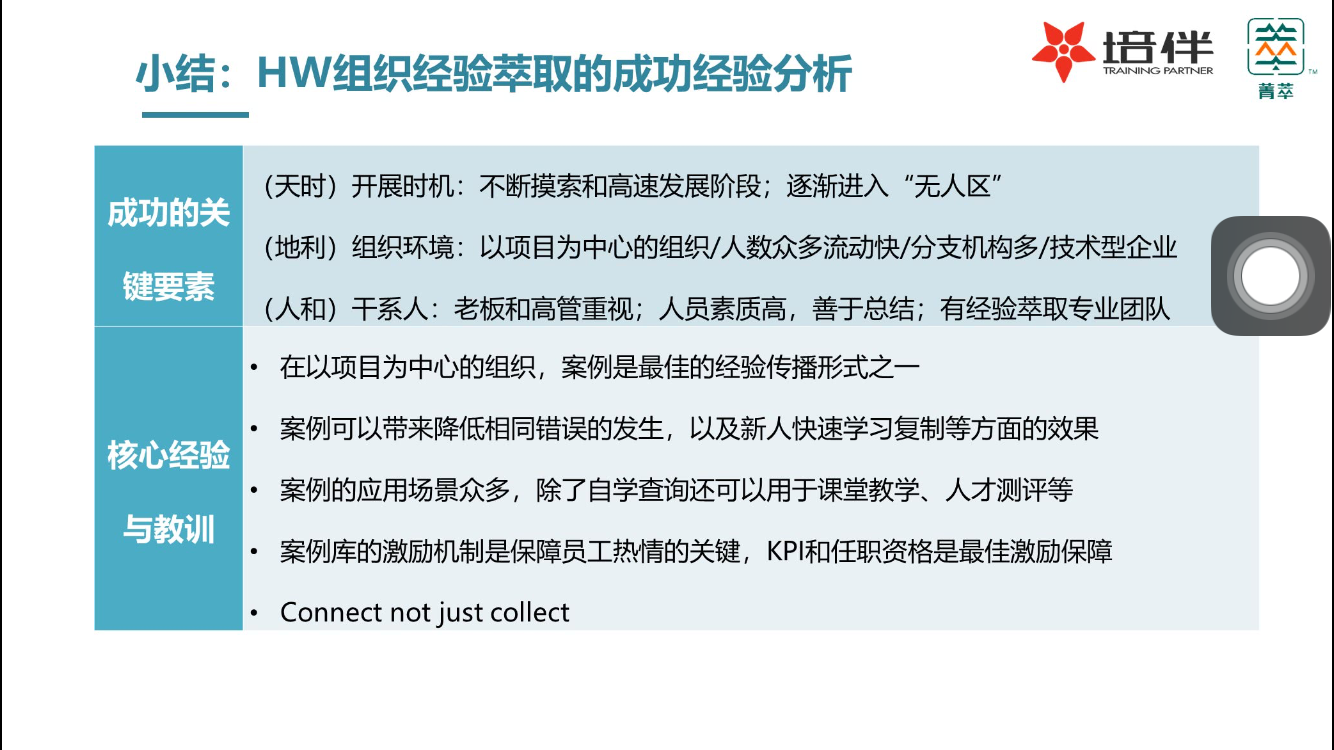 小结：HW组织经验萃取的成功经验分析
培伴
TRAINING PARTNER
萃
TM
菁萃
成功的关
键要素
（天时）开展时机：不断摸索和高速发展阶段；逐渐进入“无人区”
（地利）组织环境：以项目为中心的组织/人数众多流动快/分支机构多/技术型企业
（人和）干系人：老板和高管重视；人员素质高，善于总结；有经验萃取专业团队
核心经验
与教训
• 在以项目为中心的组织，案例是最佳的经验传播形式之一
• 案例可以带来降低相同错误的发生，以及新人快速学习复制等方面的效果
• 案例的应用场景众多，除了自学查询还可以用于课堂教学、人才测评等
• 案例库的激励机制是保障员工热情的关键，KPI和任职资格是最佳激励保障
• Connect not just collect